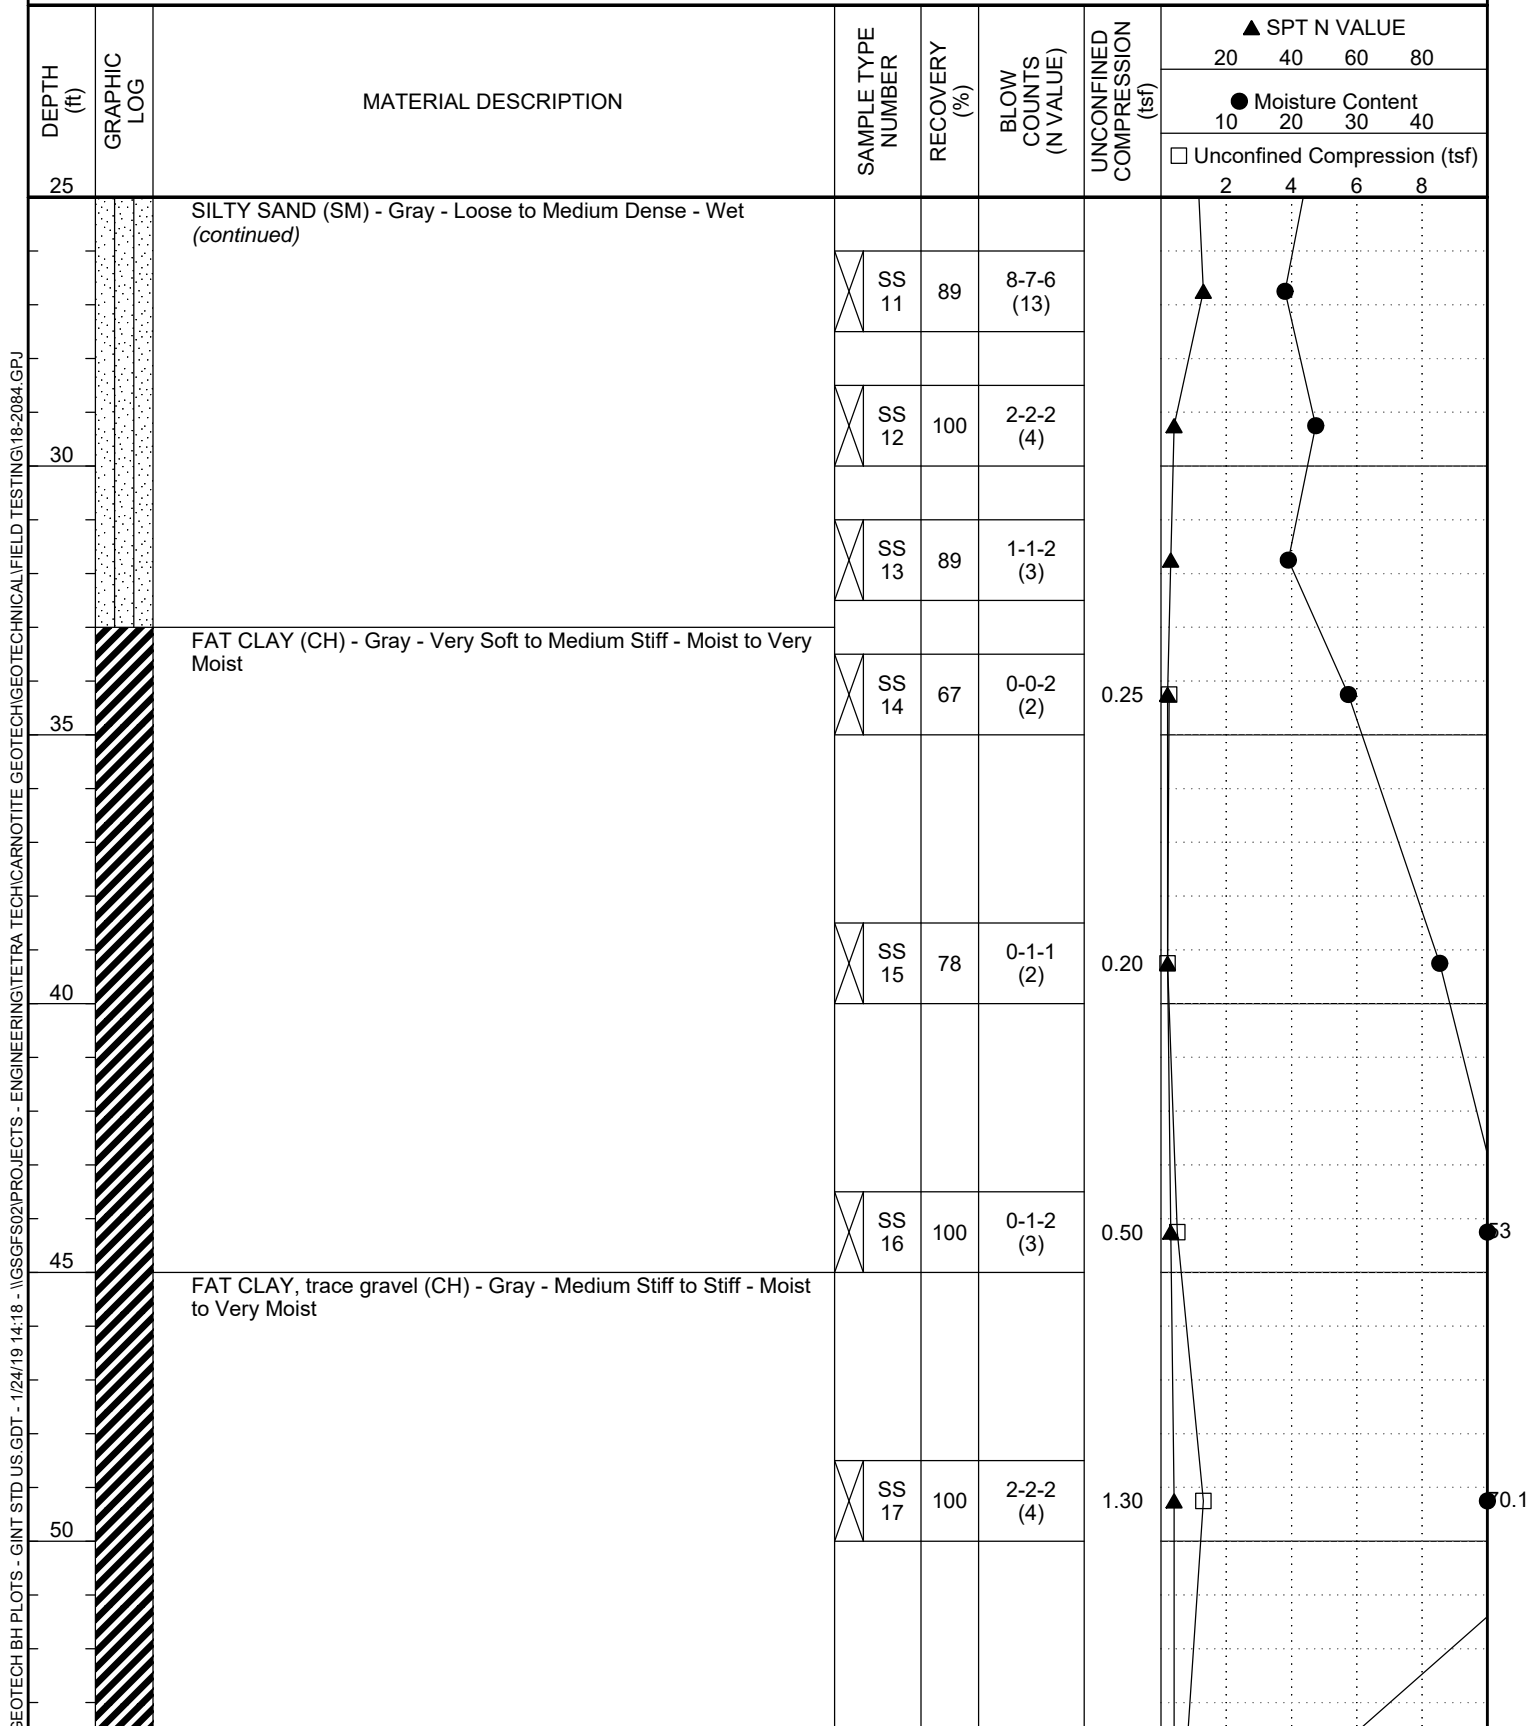 DEPTH
(ft)
GRAPHIC
LOG
MATERIAL DESCRIPTION
SAMPLE TYPE
NUMBER
RECOVERY
(%)
BLOW
COUNTS
(N VALUE)
UNCONFINED
COMPRESSION
(tsf)
▲ SPT N VALUE
20 40 60 80
● Moisture Content
10 20 30 40
□ Unconfined Compression (tsf)
2 4 6 8
25
SILTY SAND (SM) - Gray - Loose to Medium Dense - Wet
(continued)
SS
11
89
8-7-6
(13)
SS
12
100
2-2-2
(4)
30
SS
13
89
1-1-2
(3)
FAT CLAY (CH) - Gray - Very Soft to Medium Stiff - Moist to Very
Moist
SS
14
67
0-0-2
(2)
0.25
35
SS
15
78
0-1-1
(2)
0.20
40
SS
16
100
0-1-2
(3)
0.50
45
FAT CLAY, trace gravel (CH) - Gray - Medium Stiff to Stiff - Moist
to Very Moist
SS
17
100
2-2-2
(4)
1.30
70.1
50
GEOTECH BH PLOTS - GINT STD US.GDT - 1/24/19 14:18 - \\GSGFS02\PROJECTS - ENGINEERING\TETRA TECH\CARNOTITE GEOTECH\GEOTECHNICAL\FIELD TESTING\18-2084.GPJ